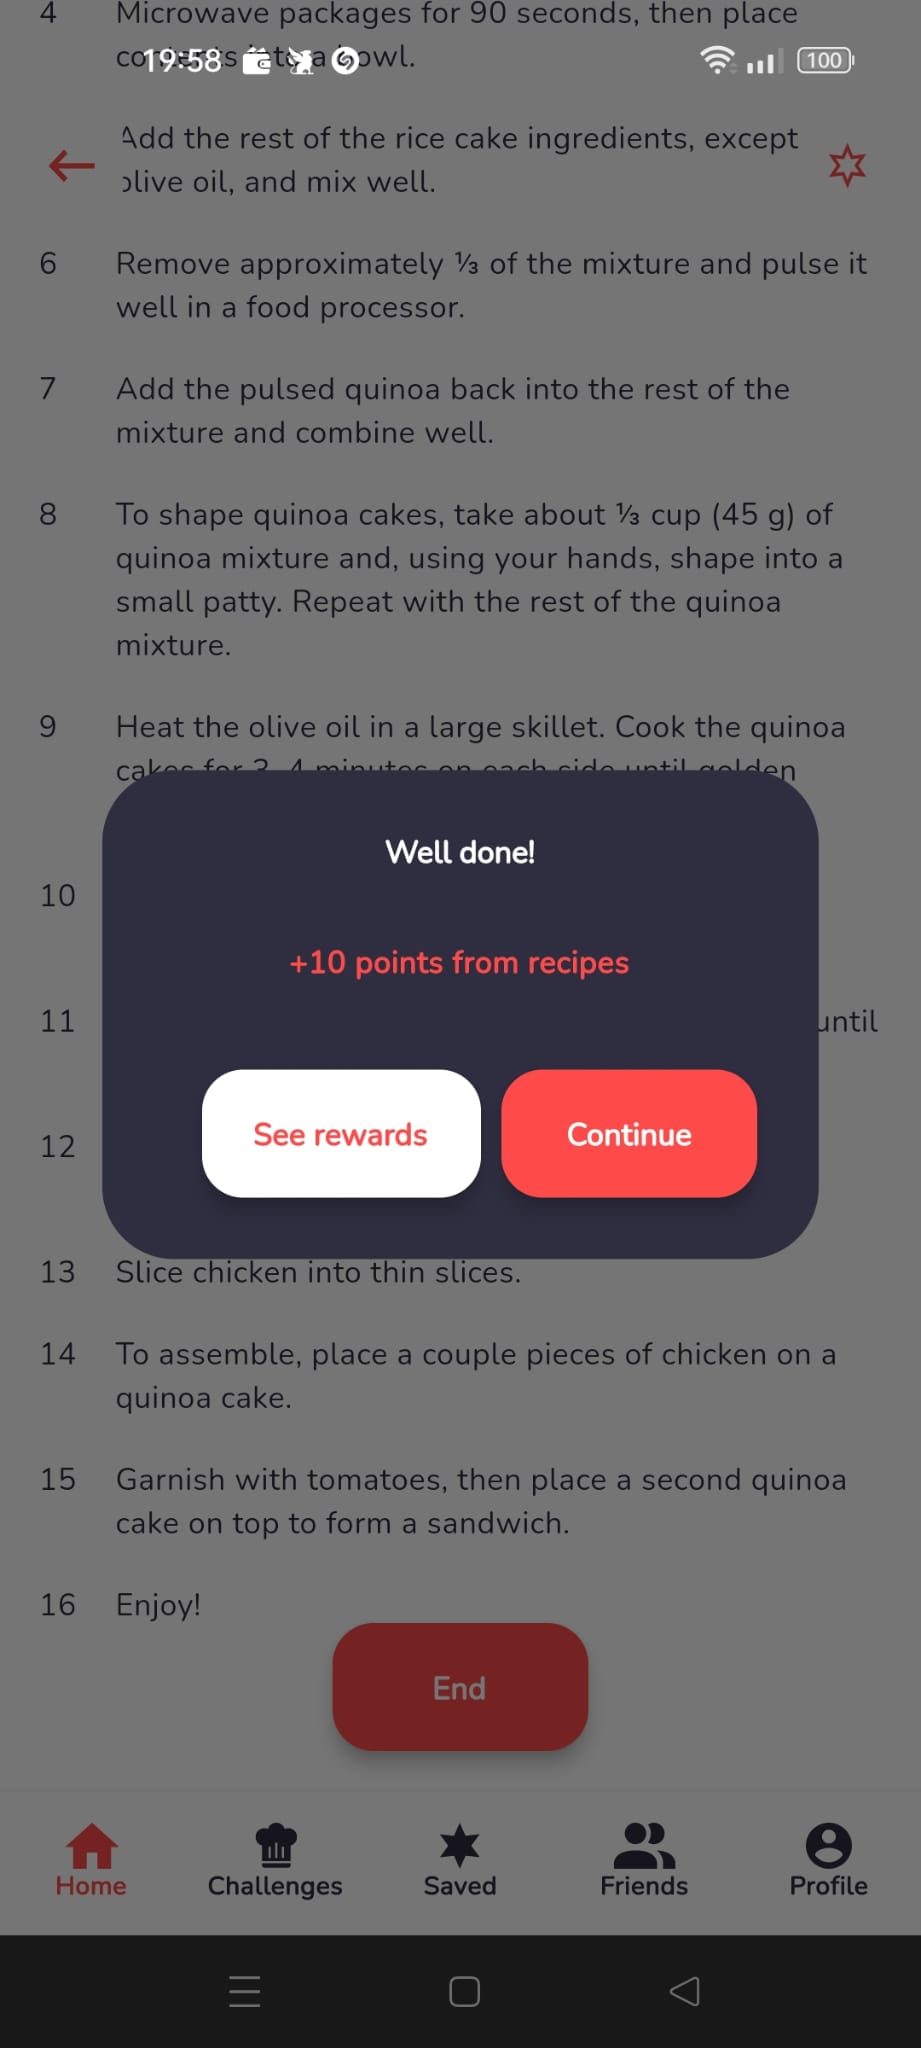 4 Microwave packages for 90 seconds, then place
contents into a bowl.
19:58
100
Add the rest of the rice cake ingredients, except
olive oil, and mix well.
6 Remove approximately ⅓ of the mixture and pulse it
well in a food processor.
7 Add the pulsed quinoa back into the rest of the
mixture and combine well.
8 To shape quinoa cakes, take about ⅓ cup (45 g) of
quinoa mixture and, using your hands, shape into a
small patty. Repeat with the rest of the quinoa
mixture.
9 Heat the olive oil in a large skillet. Cook the quinoa
cakes for 3-4 minutes on each side until golden
Well done!
10
+10 points from recipes
11 until
See rewards Continue
12
13 Slice chicken into thin slices.
14 To assemble, place a couple pieces of chicken on a
quinoa cake.
15 Garnish with tomatoes, then place a second quinoa
cake on top to form a sandwich.
16 Enjoy!
End
Home Challenges Saved Friends Profile